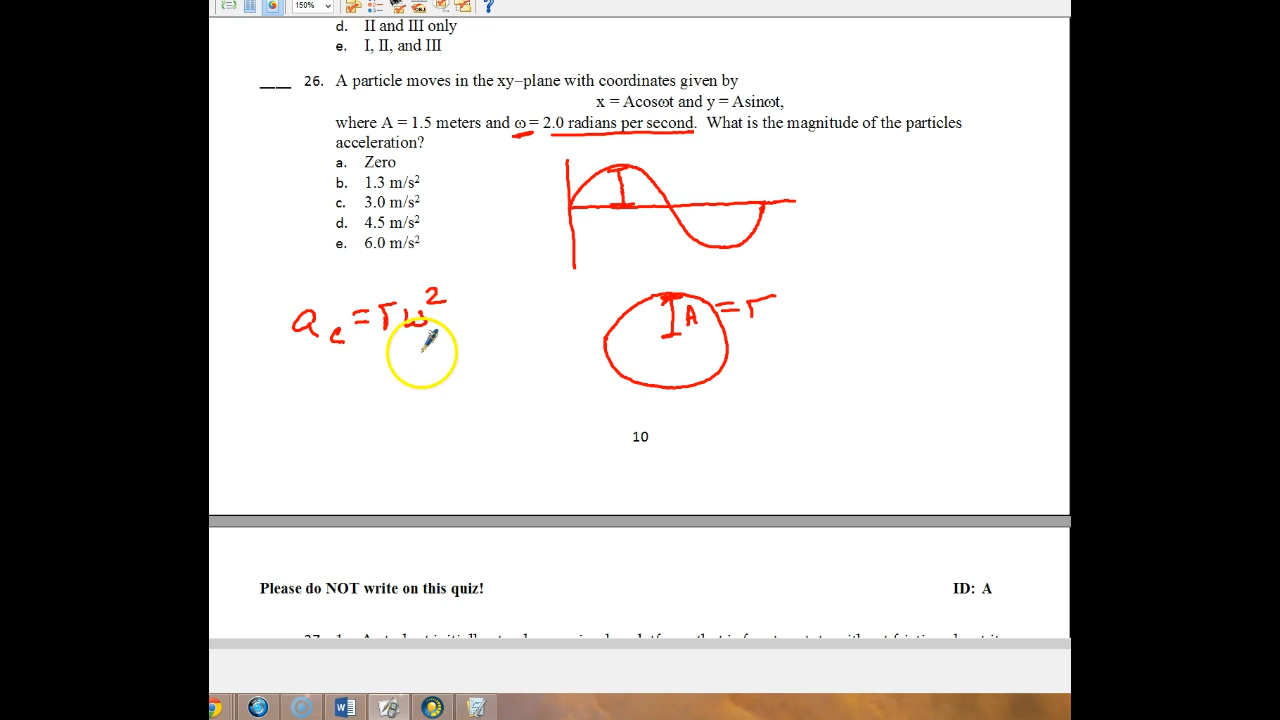 150%
d. II and III only
e. I, II, and III
____ 26. A particle moves in the xy–plane with coordinates given by
x = Acosωt and y = Asinωt,
where A = 1.5 meters and ω = 2.0 radians per second. What is the magnitude of the particles
acceleration?
a. Zero
b. 1.3 m/s²
c. 3.0 m/s²
d. 4.5 m/s²
e. 6.0 m/s²
a_c = rω²
A = r
10
Please do NOT write on this quiz! ID: A